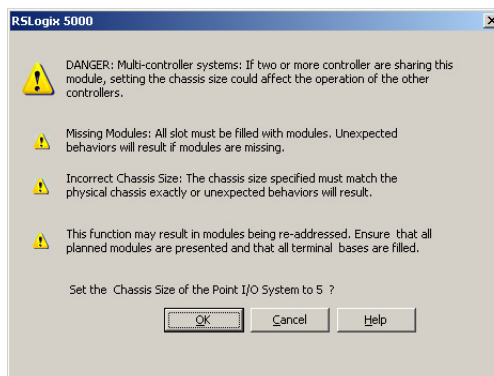 RSLogix 5000
DANGER: Multi-controller systems: If two or more controller are sharing this
module, setting the chassis size could affect the operation of the other
controllers.
Missing Modules: All slot must be filled with modules. Unexpected
behaviors will result if modules are missing.
Incorrect Chassis Size: The chassis size specified must match the
physical chassis exactly or unexpected behaviors will result.
This function may result in modules being re-addressed. Ensure that all
planned modules are presented and that all terminal bases are filled.
Set the Chassis Size of the Point I/O System to 5 ?
OK Cancel Help